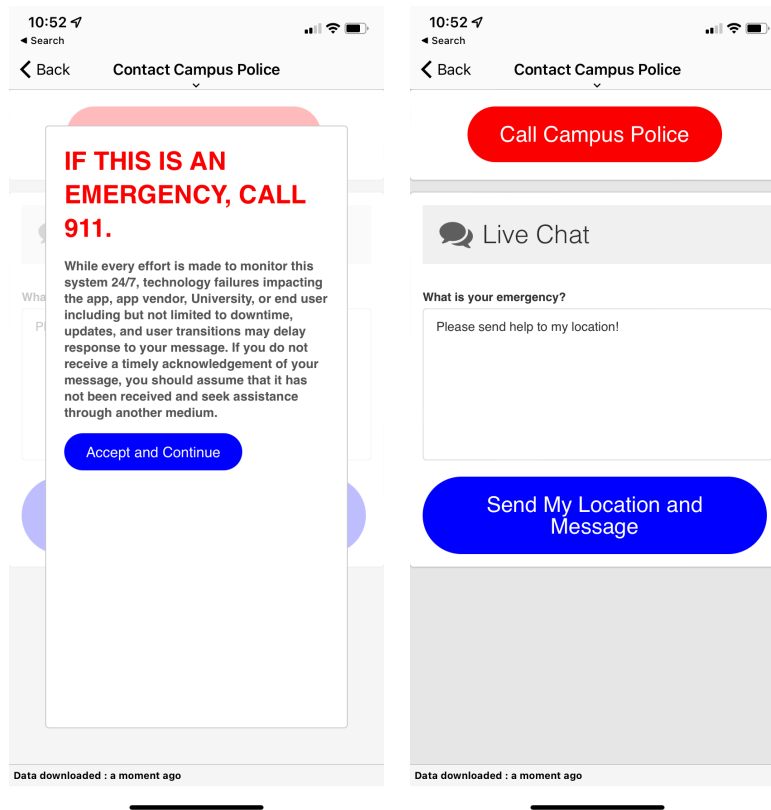 10:52
Search
Back
Contact Campus Police
IF THIS IS AN
EMERGENCY, CALL
911.
While every effort is made to monitor this
system 24/7, technology failures impacting
the app, app vendor, University, or end user
including but not limited to downtime,
updates, and user transitions may delay
response to your message. If you do not
receive a timely acknowledgement of your
message, you should assume that it has
not been received and seek assistance
through another medium.
Accept and Continue
Wha
Pl
Data downloaded : a moment ago
10:52
Search
Back
Contact Campus Police
Call Campus Police
Live Chat
What is your emergency?
Please send help to my location!
Send My Location and
Message
Data downloaded : a moment ago